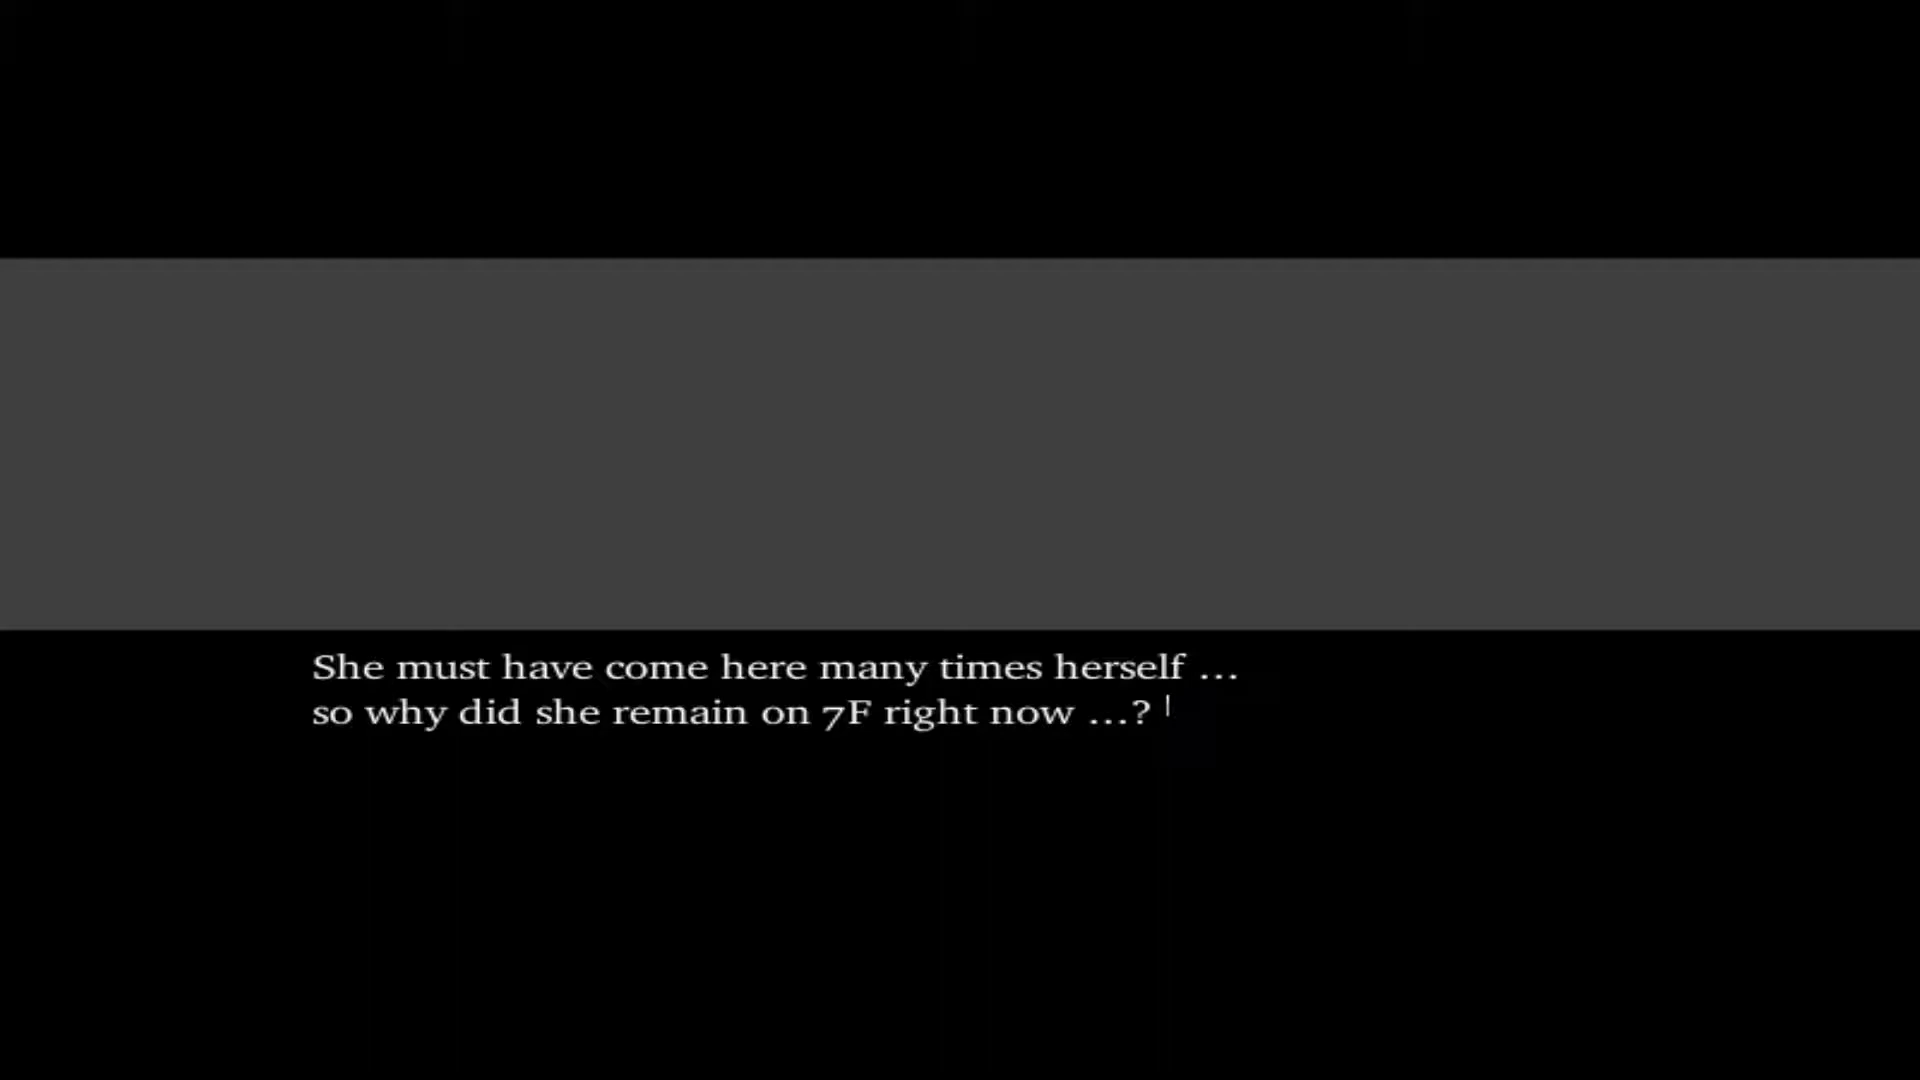 She must have come here many times herself ...
so why did she remain on 7F right now ...?